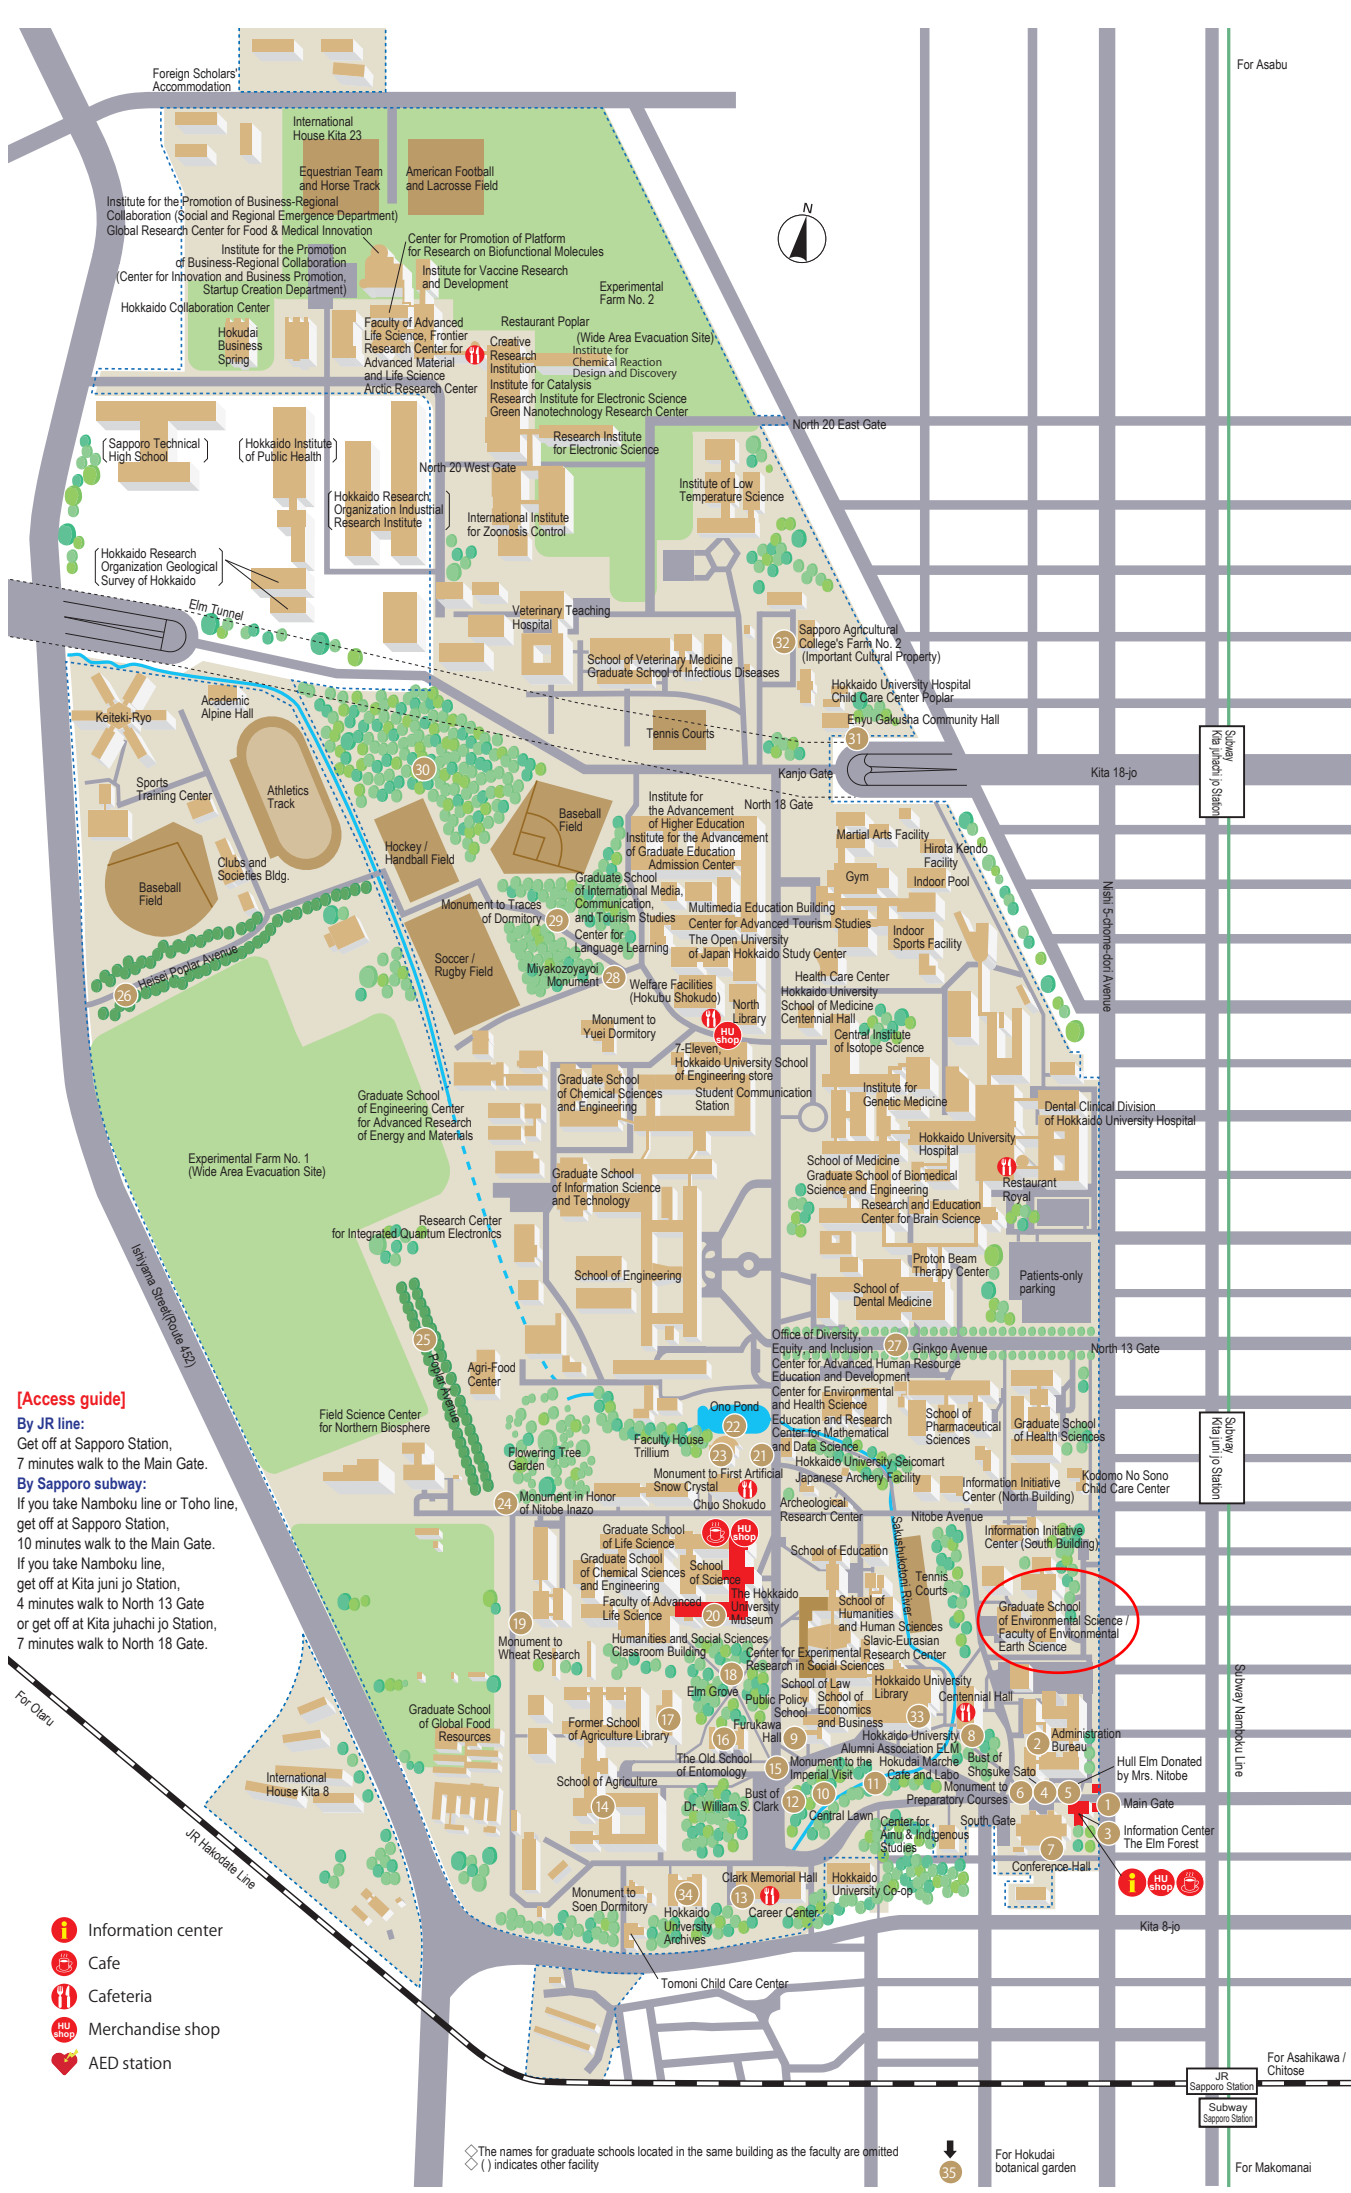 For Asabu
Foreign Scholars'
Accommodation
International
House Kita 23
Equestrian Team
and Horse Track
American Football
and Lacrosse Field
Institute for the Promotion of Business-Regional
Collaboration (Social and Regional Emergence Department)
Global Research Center for Food & Medical Innovation
N
Institute for the Promotion
of Business-Regional Collaboration
(Center for Innovation and Business Promotion,
Startup Creation Department)
Center for Promotion of Platform
for Research on Biofunctional Molecules
Institute for Vaccine Research
and Development
Experimental
Farm No. 2
(Wide Area Evacuation Site)
Hokkaido Collaboration Center
Hokudai
Business
Spring
Faculty of Advanced
Life Science, Frontier
Research Center for
Advanced Material
and Life Science
Arctic Research Center
Restaurant Poplar
Creative
Research
Institution
Institute for
Chemical Reaction
Design and Discovery
Institute for Catalysis
Research Institute for Electronic Science
Green Nanotechnology Research Center
North 20 East Gate
Sapporo Technical
High School
Hokkaido Institute
of Public Health
Research Institute
for Electronic Science
North 20 West Gate
Institute of Low
Temperature Science
Hokkaido Research
Organization Industrial
Research Institute
International Institute
for Zoonosis Control
Hokkaido Research
Organization Geological
Survey of Hokkaido
Elm Tunnel
Veterinary Teaching
Hospital
32
Sapporo Agricultural
College's Farm No. 2
(Important Cultural Property)
School of Veterinary Medicine
Graduate School of Infectious Diseases
Hokkaido University Hospital
Child Care Center Poplar
Enyu Gakusha Community Hall
31
Keiteki-Ryo
Academic
Alpine Hall
Tennis Courts
Subway
Kita juhachi jo Station
30
Kanjo Gate
Kita 18-jo
Sports
Training Center
Athletics
Track
North 18 Gate
Institute for
the Advancement
of Higher Education
Institute for the Advancement
of Graduate Education
Admission Center
Baseball
Field
Martial Arts Facility
Hirota Kendo
Facility
Hockey /
Handball Field
Clubs and
Societies Bldg.
Gym
Indoor Pool
Baseball
Field
Graduate School
of International Media,
Communication,
and Tourism Studies
Nishi 5-chome-dori Avenue
Monument to Traces
of Dormitory
29
Multimedia Education Building
Center for Advanced Tourism Studies
Center for
Language Learning
The Open University
of Japan Hokkaido Study Center
Indoor
Sports Facility
Heisei Poplar Avenue
26
Soccer /
Rugby Field
Miyakozoyayoi
Monument
28
Welfare Facilities
(Hokubu Shokudo)
North
Library
Health Care Center
Hokkaido University
School of Medicine
Centennial Hall
Monument to
Yuei Dormitory
HU
shop
Central Institute
of Isotope Science
7-Eleven,
Hokkaido University School
of Engineering store
Graduate School
of Chemical Sciences
and Engineering
Student Communication
Station
Institute for
Genetic Medicine
Graduate School
of Engineering Center
for Advanced Research
of Energy and Materials
Dental Clinical Division
of Hokkaido University Hospital
Hokkaido University
Hospital
Experimental Farm No. 1
(Wide Area Evacuation Site)
School of Medicine
Graduate School of Biomedical
Science and Engineering
Restaurant
Royal
Graduate School
of Information Science
and Technology
Research and Education
Center for Brain Science
Research Center
for Integrated Quantum Electronics
Ishiyama Street(Route 452)
School of Engineering
Proton Beam
Therapy Center
Patients-only
parking
School of
Dental Medicine
25
Poplar Avenue
Office of Diversity,
Equity, and Inclusion
27
Ginkgo Avenue
North 13 Gate
Center for Advanced Human Resource
Education and Development
Agri-Food
Center
Center for Environmental
and Health Science
[Access guide]
By JR line:
Get off at Sapporo Station,
7 minutes walk to the Main Gate.
By Sapporo subway:
If you take Namboku line or Toho line,
get off at Sapporo Station,
10 minutes walk to the Main Gate.
If you take Namboku line,
get off at Kita juni jo Station,
4 minutes walk to North 13 Gate
or get off at Kita juhachi jo Station,
7 minutes walk to North 18 Gate.
Ono Pond
22
Education and Research
Center for Mathematical
and Data Science
School of
Pharmaceutical
Sciences
Graduate School
of Health Sciences
Subway
Kita juni jo Station
Field Science Center
for Northern Biosphere
Flowering Tree
Garden
Faculty House
Trillium
23
21
Hokkaido University Seicomart
Monument to First Artificial
Snow Crystal
Japanese Archery Facility
Information Initiative
Center (North Building)
Kodomo No Sono
Child Care Center
24
Monument in Honor
of Nitobe Inazo
Chuo Shokudo
Archeological
Research Center
Nitobe Avenue
Sakushukotoni River
Information Initiative
Center (South Building)
Graduate School
of Life Science
HU
shop
School of Education
Graduate School
of Chemical Sciences
and Engineering
School
of Science
Tennis
Courts
Faculty of Advanced
Life Science
The Hokkaido
University
Museum
20
School of
Humanities
and Human Sciences
Graduate School
of Environmental Science /
Faculty of Environmental
Earth Science
19
Monument to
Wheat Research
Humanities and Social Sciences
Classroom Building
Center for Experimental
Research in Social Sciences
Slavic-Eurasian
Research Center
Subway Namboku Line
18
Elm Grove
School of Law
Public Policy
School
School of
Economics
and Business
Hokkaido University
Library
Centennial Hall
33
Graduate School
of Global Food
Resources
Former School
of Agriculture Library
17
16
Furukawa
Hall
9
Hokkaido University
Alumni Association ELM
8
2
Administration
Bureau
The Old School
of Entomology
15
Monument to the
Imperial Visit
Hokudai Marche
Cafe and Labo
Bust of
Shosuke Sato
Hull Elm Donated
by Mrs. Nitobe
International
House Kita 8
School of Agriculture
14
Bust of
Dr. William S. Clark
12
10
11
Monument to
Preparatory Courses
6
4
5
1
Main Gate
Central Lawn
South Gate
Center for
Ainu & Indigenous
Studies
3
Information Center
The Elm Forest
7
Conference Hall
HU
shop
For Otaru
JR Hakodate Line
Monument to
Soen Dormitory
34
Hokkaido
University
Archives
Clark Memorial Hall
13
Career Center
Hokkaido
University Co-op
Kita 8-jo
Information center
Cafe
Cafeteria
HU
shop
Merchandise shop
AED station
Tomoni Child Care Center
For Asahikawa /
Chitose
JR
Sapporo Station
Subway
Sapporo Station
◇The names for graduate schools located in the same building as the faculty are omitted
◇ ( ) indicates other facility
35
For Hokudai
botanical garden
For Makomanai